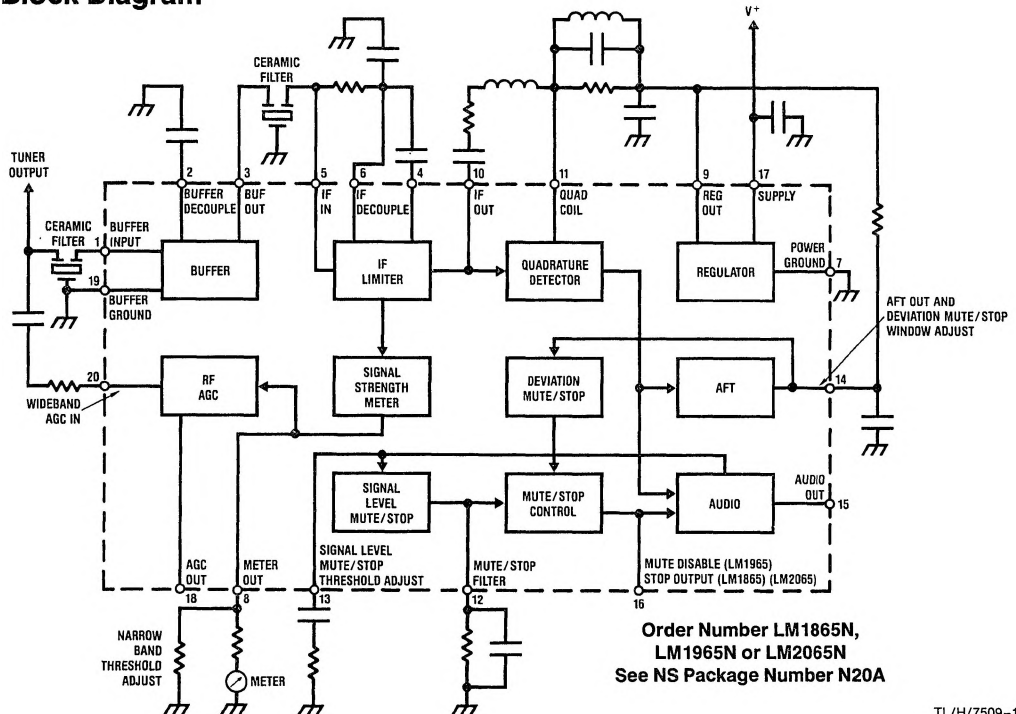 Block Diagram
V+
CERAMIC
FILTER
TUNER
OUTPUT
2
3
5
6
4
10
11
9
17
BUFFER
DECOUPLE
BUF
OUT
IF
IN
IF
DECOUPLE
IF
OUT
QUAD
COIL
REG
OUT
SUPPLY
CERAMIC
FILTER
BUFFER
INPUT
1
19
BUFFER
GROUND
BUFFER
IF
LIMITER
QUADRATURE
DETECTOR
REGULATOR
POWER
GROUND
7
AFT OUT AND
DEVIATION MUTE/STOP
WINDOW ADJUST
20
WIDEBAND
AGC IN
RF
AGC
SIGNAL
STRENGTH
METER
DEVIATION
MUTE/STOP
AFT
14
SIGNAL
LEVEL
MUTE/STOP
MUTE/STOP
CONTROL
AUDIO
AUDIO
OUT
15
AGC
OUT
18
METER
OUT
8
SIGNAL LEVEL
MUTE/STOP
THRESHOLD ADJUST
13
MUTE/STOP
FILTER
12
MUTE DISABLE (LM1965)
STOP OUTPUT (LM1865) (LM2065)
16
NARROW
BAND
THRESHOLD
ADJUST
METER
Order Number LM1865N,
LM1965N or LM2065N
See NS Package Number N20A
TL/H/7509–1